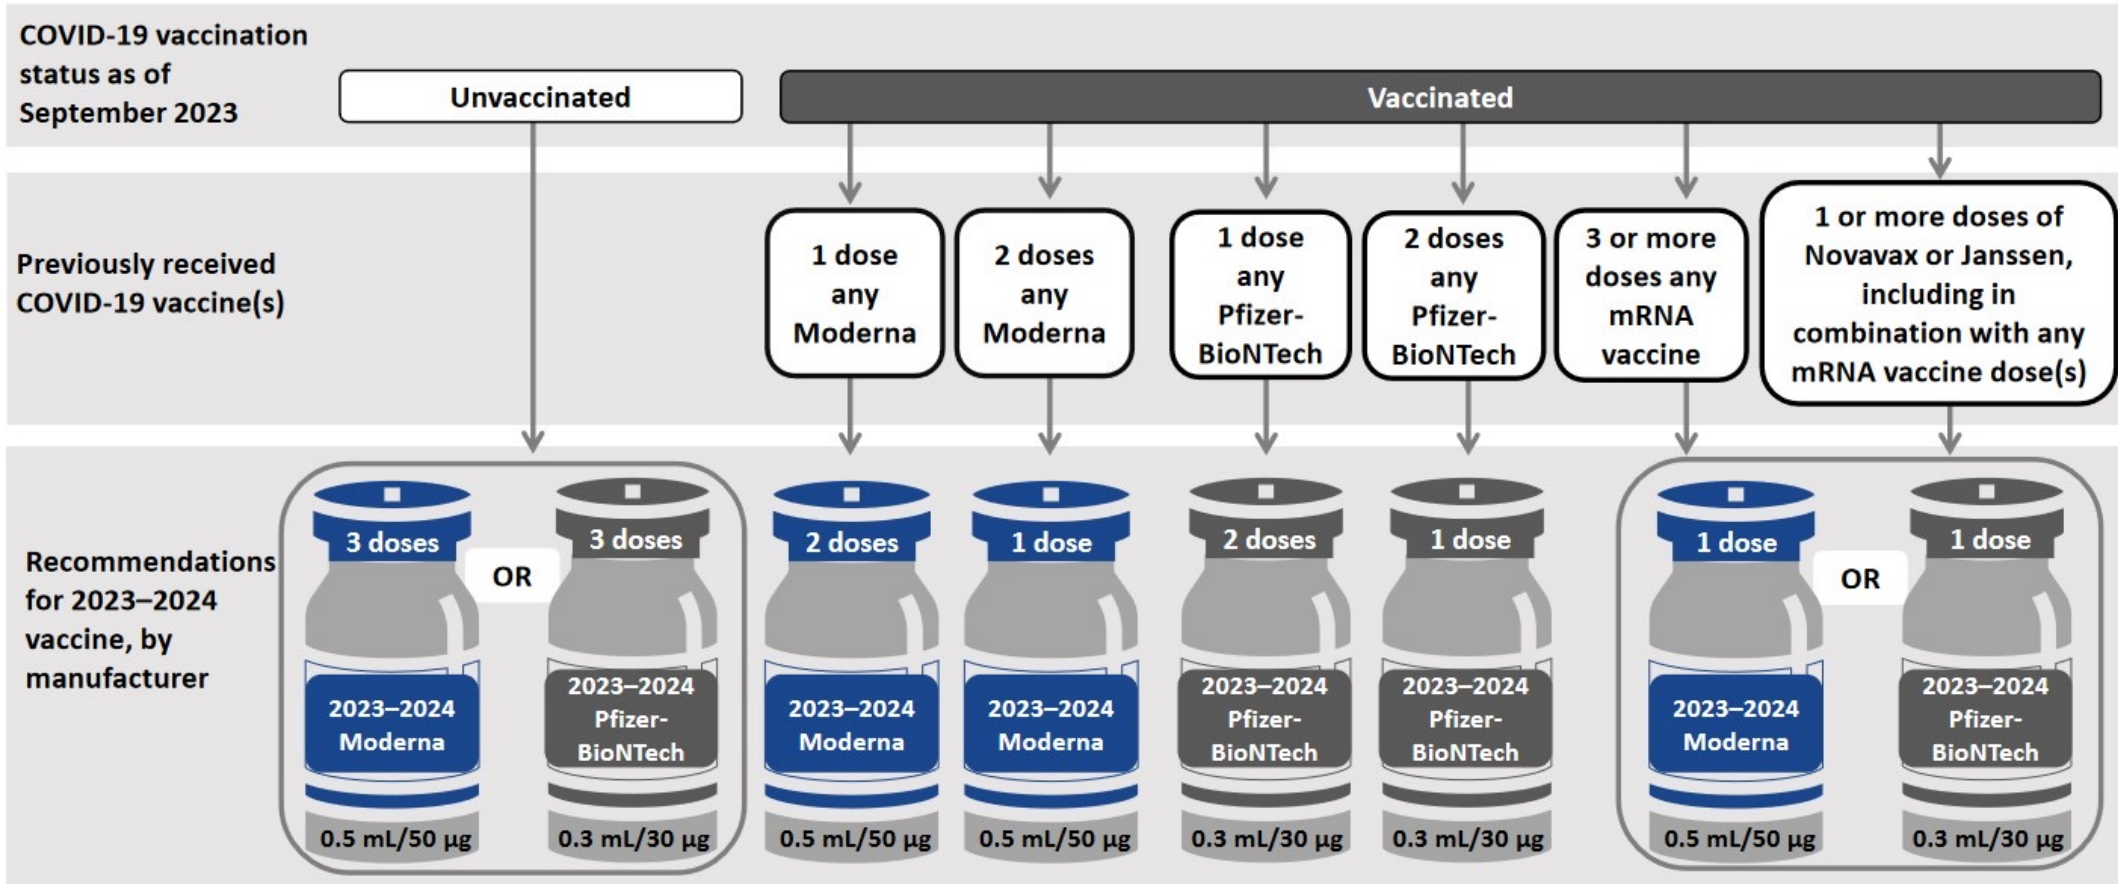 COVID-19 vaccination
status as of
September 2023
Unvaccinated
Vaccinated
Previously received
COVID-19 vaccine(s)
1 dose
any
Moderna
2 doses
any
Moderna
1 dose
any
Pfizer-
BioNTech
2 doses
any
Pfizer-
BioNTech
3 or more
doses any
mRNA
vaccine
1 or more doses of
Novavax or Janssen,
including in
combination with any
mRNA vaccine dose(s)
Recommendations
for 2023–2024
vaccine, by
manufacturer
3 doses
2023–2024
Moderna
0.5 mL/50 µg
OR
3 doses
2023–2024
Pfizer-
BioNTech
0.3 mL/30 µg
2 doses
2023–2024
Moderna
0.5 mL/50 µg
1 dose
2023–2024
Moderna
0.5 mL/50 µg
2 doses
2023–2024
Pfizer-
BioNTech
0.3 mL/30 µg
1 dose
2023–2024
Pfizer-
BioNTech
0.3 mL/30 µg
1 dose
2023–2024
Moderna
0.5 mL/50 µg
OR
1 dose
2023–2024
Pfizer-
BioNTech
0.3 mL/30 µg